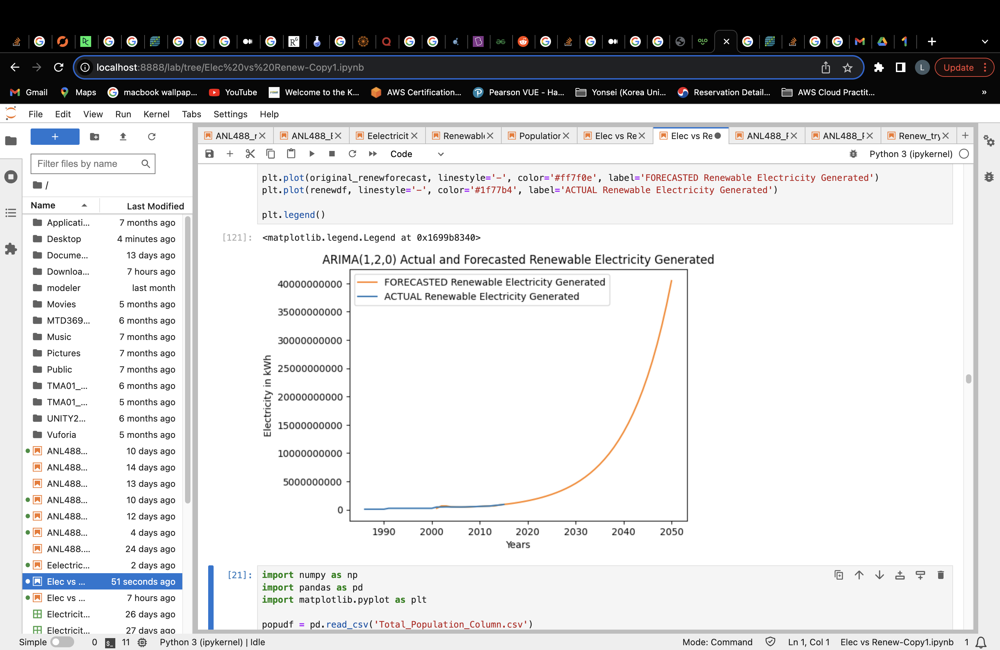 localhost:8888/lab/tree/Elec%20vs%20Renew-Copy1.ipynb
L
Update
Gmail
Maps
macbook wallpap...
YouTube
Welcome to the K...
AWS Certification...
Pearson VUE - Ha...
Yonsei (Korea Uni...
Reservation Detail...
AWS Cloud Practit...
»
File Edit View Run Kernel Tabs Settings Help
ANL488_r
ANL488_E
Eelectricit
Renewable
Population
Elec vs Re
Elec vs Re
ANL488_F
ANL488_F
Renew_try
Code
Python 3 (ipykernel)
Filter files by name
/
Name Last Modified
Applicati... 7 months ago
Desktop 4 minutes ago
Docume... 13 days ago
Downloa... 7 hours ago
modeler last month
Movies 5 months ago
MTD369... 6 months ago
Music 7 months ago
Pictures 7 months ago
Public 7 months ago
TMA01_... 6 months ago
TMA01_... 5 months ago
UNITY2... 6 months ago
Vuforia 5 months ago
ANL488... 10 days ago
ANL488... 14 days ago
ANL488... 13 days ago
ANL488... 10 days ago
ANL488... 12 days ago
ANL488... 4 days ago
ANL488.... 24 days ago
Eelectric... 2 days ago
Elec vs ... 51 seconds ago
Elec vs ... 7 hours ago
Electricit... 26 days ago
Electricit... 27 days ago
plt.plot(original_renewforecast, linestyle='-', color='#ff7f0e', label='FORECASTED Renewable Electricity Generated')
plt.plot(renewdf, linestyle='-', color='#1f77b4', label='ACTUAL Renewable Electricity Generated')
plt.legend()
[121]: <matplotlib.legend.Legend at 0x1699b8340>
ARIMA(1,2,0) Actual and Forecasted Renewable Electricity Generated
FORECASTED Renewable Electricity Generated
ACTUAL Renewable Electricity Generated
40000000000
35000000000
30000000000
25000000000
20000000000
15000000000
10000000000
5000000000
0
Electricity in kWh
1990 2000 2010 2020 2030 2040 2050
Years
[21]: import numpy as np
import pandas as pd
import matplotlib.pyplot as plt
popudf = pd.read_csv('Total_Population_Column.csv')
Simple 0 $_ 11 Python 3 (ipykernel) | Idle
Mode: Command Ln 1, Col 1 Elec vs Renew-Copy1.ipynb 1